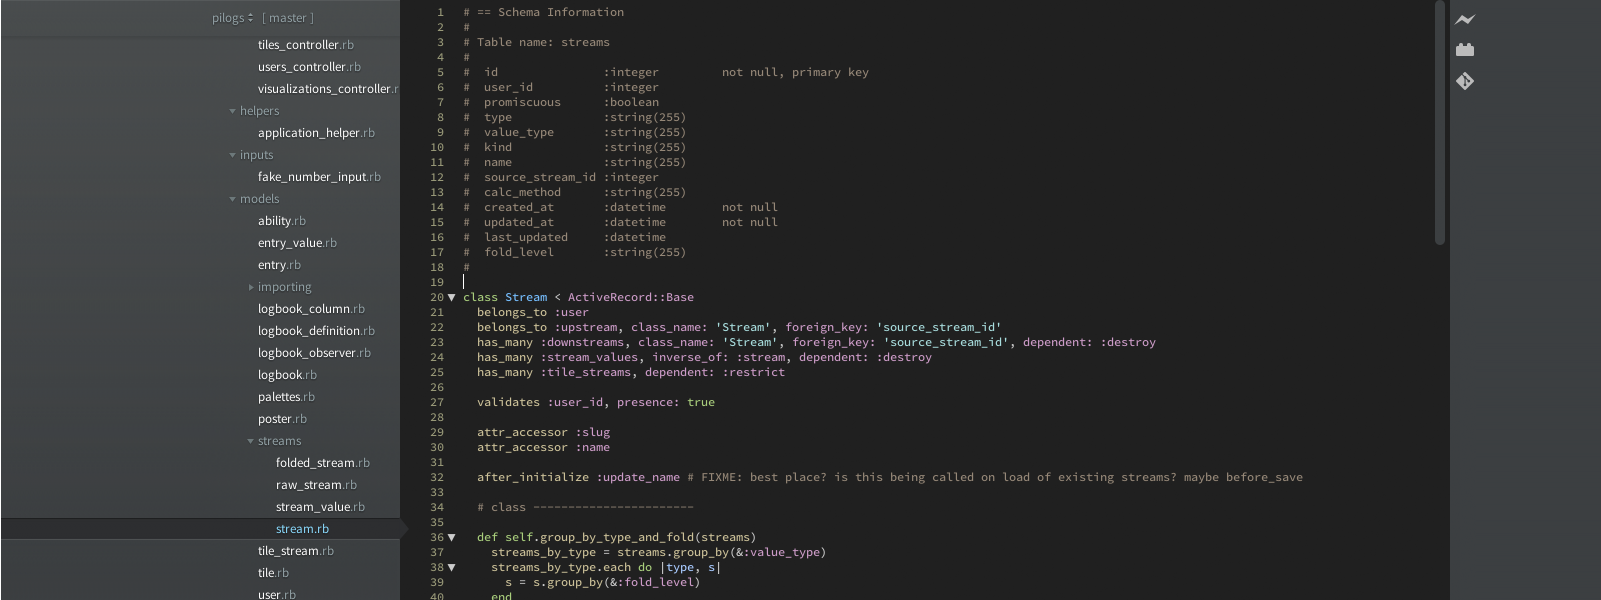 pilogs [ master ]
tiles_controller.rb
users_controller.rb
visualizations_controller.r
helpers
application_helper.rb
inputs
fake_number_input.rb
models
ability.rb
entry_value.rb
entry.rb
importing
logbook_column.rb
logbook_definition.rb
logbook_observer.rb
logbook.rb
palettes.rb
poster.rb
streams
folded_stream.rb
raw_stream.rb
stream_value.rb
stream.rb
tile_stream.rb
tile.rb
user.rb
1 # == Schema Information
2 #
3 # Table name: streams
4 #
5 #  id               :integer         not null, primary key
6 #  user_id          :integer
7 #  promiscuous      :boolean
8 #  type             :string(255)
9 #  value_type       :string(255)
10 #  kind             :string(255)
11 #  name             :string(255)
12 #  source_stream_id :integer
13 #  calc_method      :string(255)
14 #  created_at       :datetime        not null
15 #  updated_at       :datetime        not null
16 #  last_updated     :datetime
17 #  fold_level       :string(255)
18 #
19
20 class Stream < ActiveRecord::Base
21   belongs_to :user
22   belongs_to :upstream, class_name: 'Stream', foreign_key: 'source_stream_id'
23   has_many :downstreams, class_name: 'Stream', foreign_key: 'source_stream_id', dependent: :destroy
24   has_many :stream_values, inverse_of: :stream, dependent: :destroy
25   has_many :tile_streams, dependent: :restrict
26
27   validates :user_id, presence: true
28
29   attr_accessor :slug
30   attr_accessor :name
31
32   after_initialize :update_name # FIXME: best place? is this being called on load of existing streams? maybe before_save
33
34   # class -----------------------
35
36   def self.group_by_type_and_fold(streams)
37     streams_by_type = streams.group_by(&:value_type)
38     streams_by_type.each do |type, s|
39       s = s.group_by(&:fold_level)
40     end